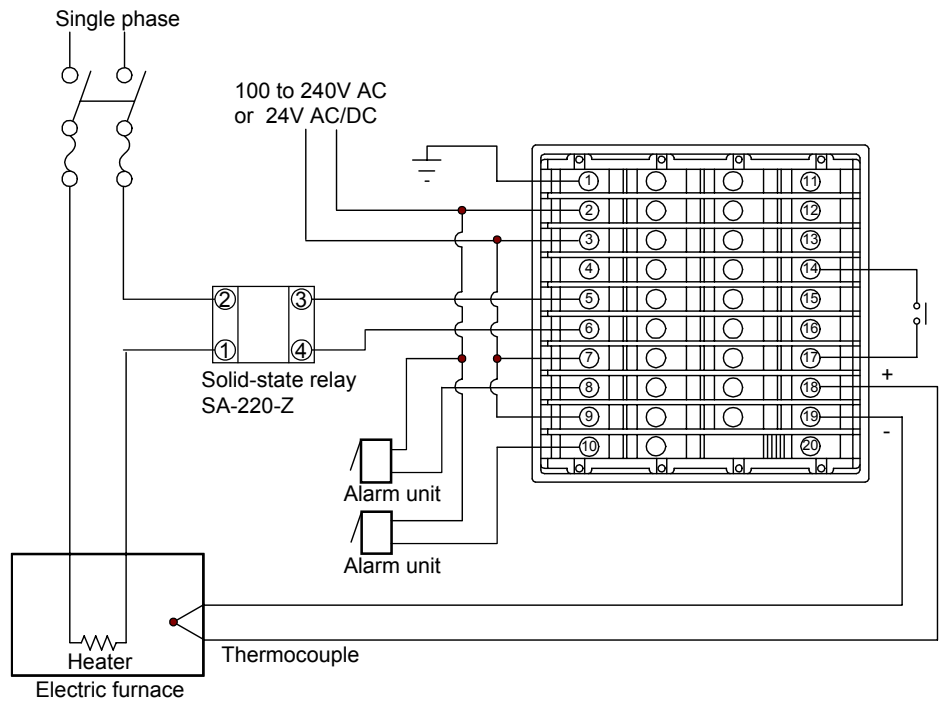 Single phase
100 to 240V AC
or 24V AC/DC
1
11
2
12
3
13
4
14
2
3
5
15
6
16
1
4
7
17
Solid-state relay
SA-220-Z
8
18
+
9
19
-
10
20
Alarm unit
Alarm unit
Thermocouple
Heater
Electric furnace